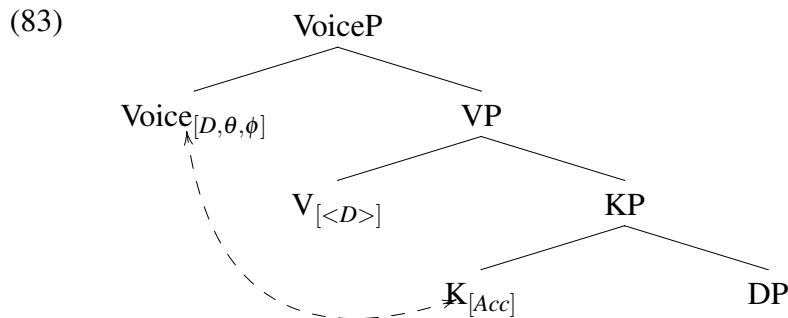 (83) VoiceP
Voice[D,θ,ϕ] VP
V[<D>] KP
K[Acc] DP